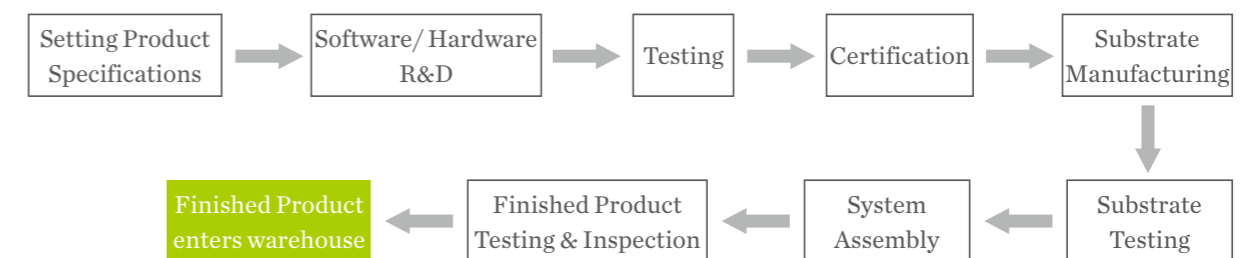 Setting Product
Specifications
Software/ Hardware
R&D
Testing
Certification
Substrate
Manufacturing
Substrate
Testing
System
Assembly
Finished Product
Testing & Inspection
Finished Product
enters warehouse